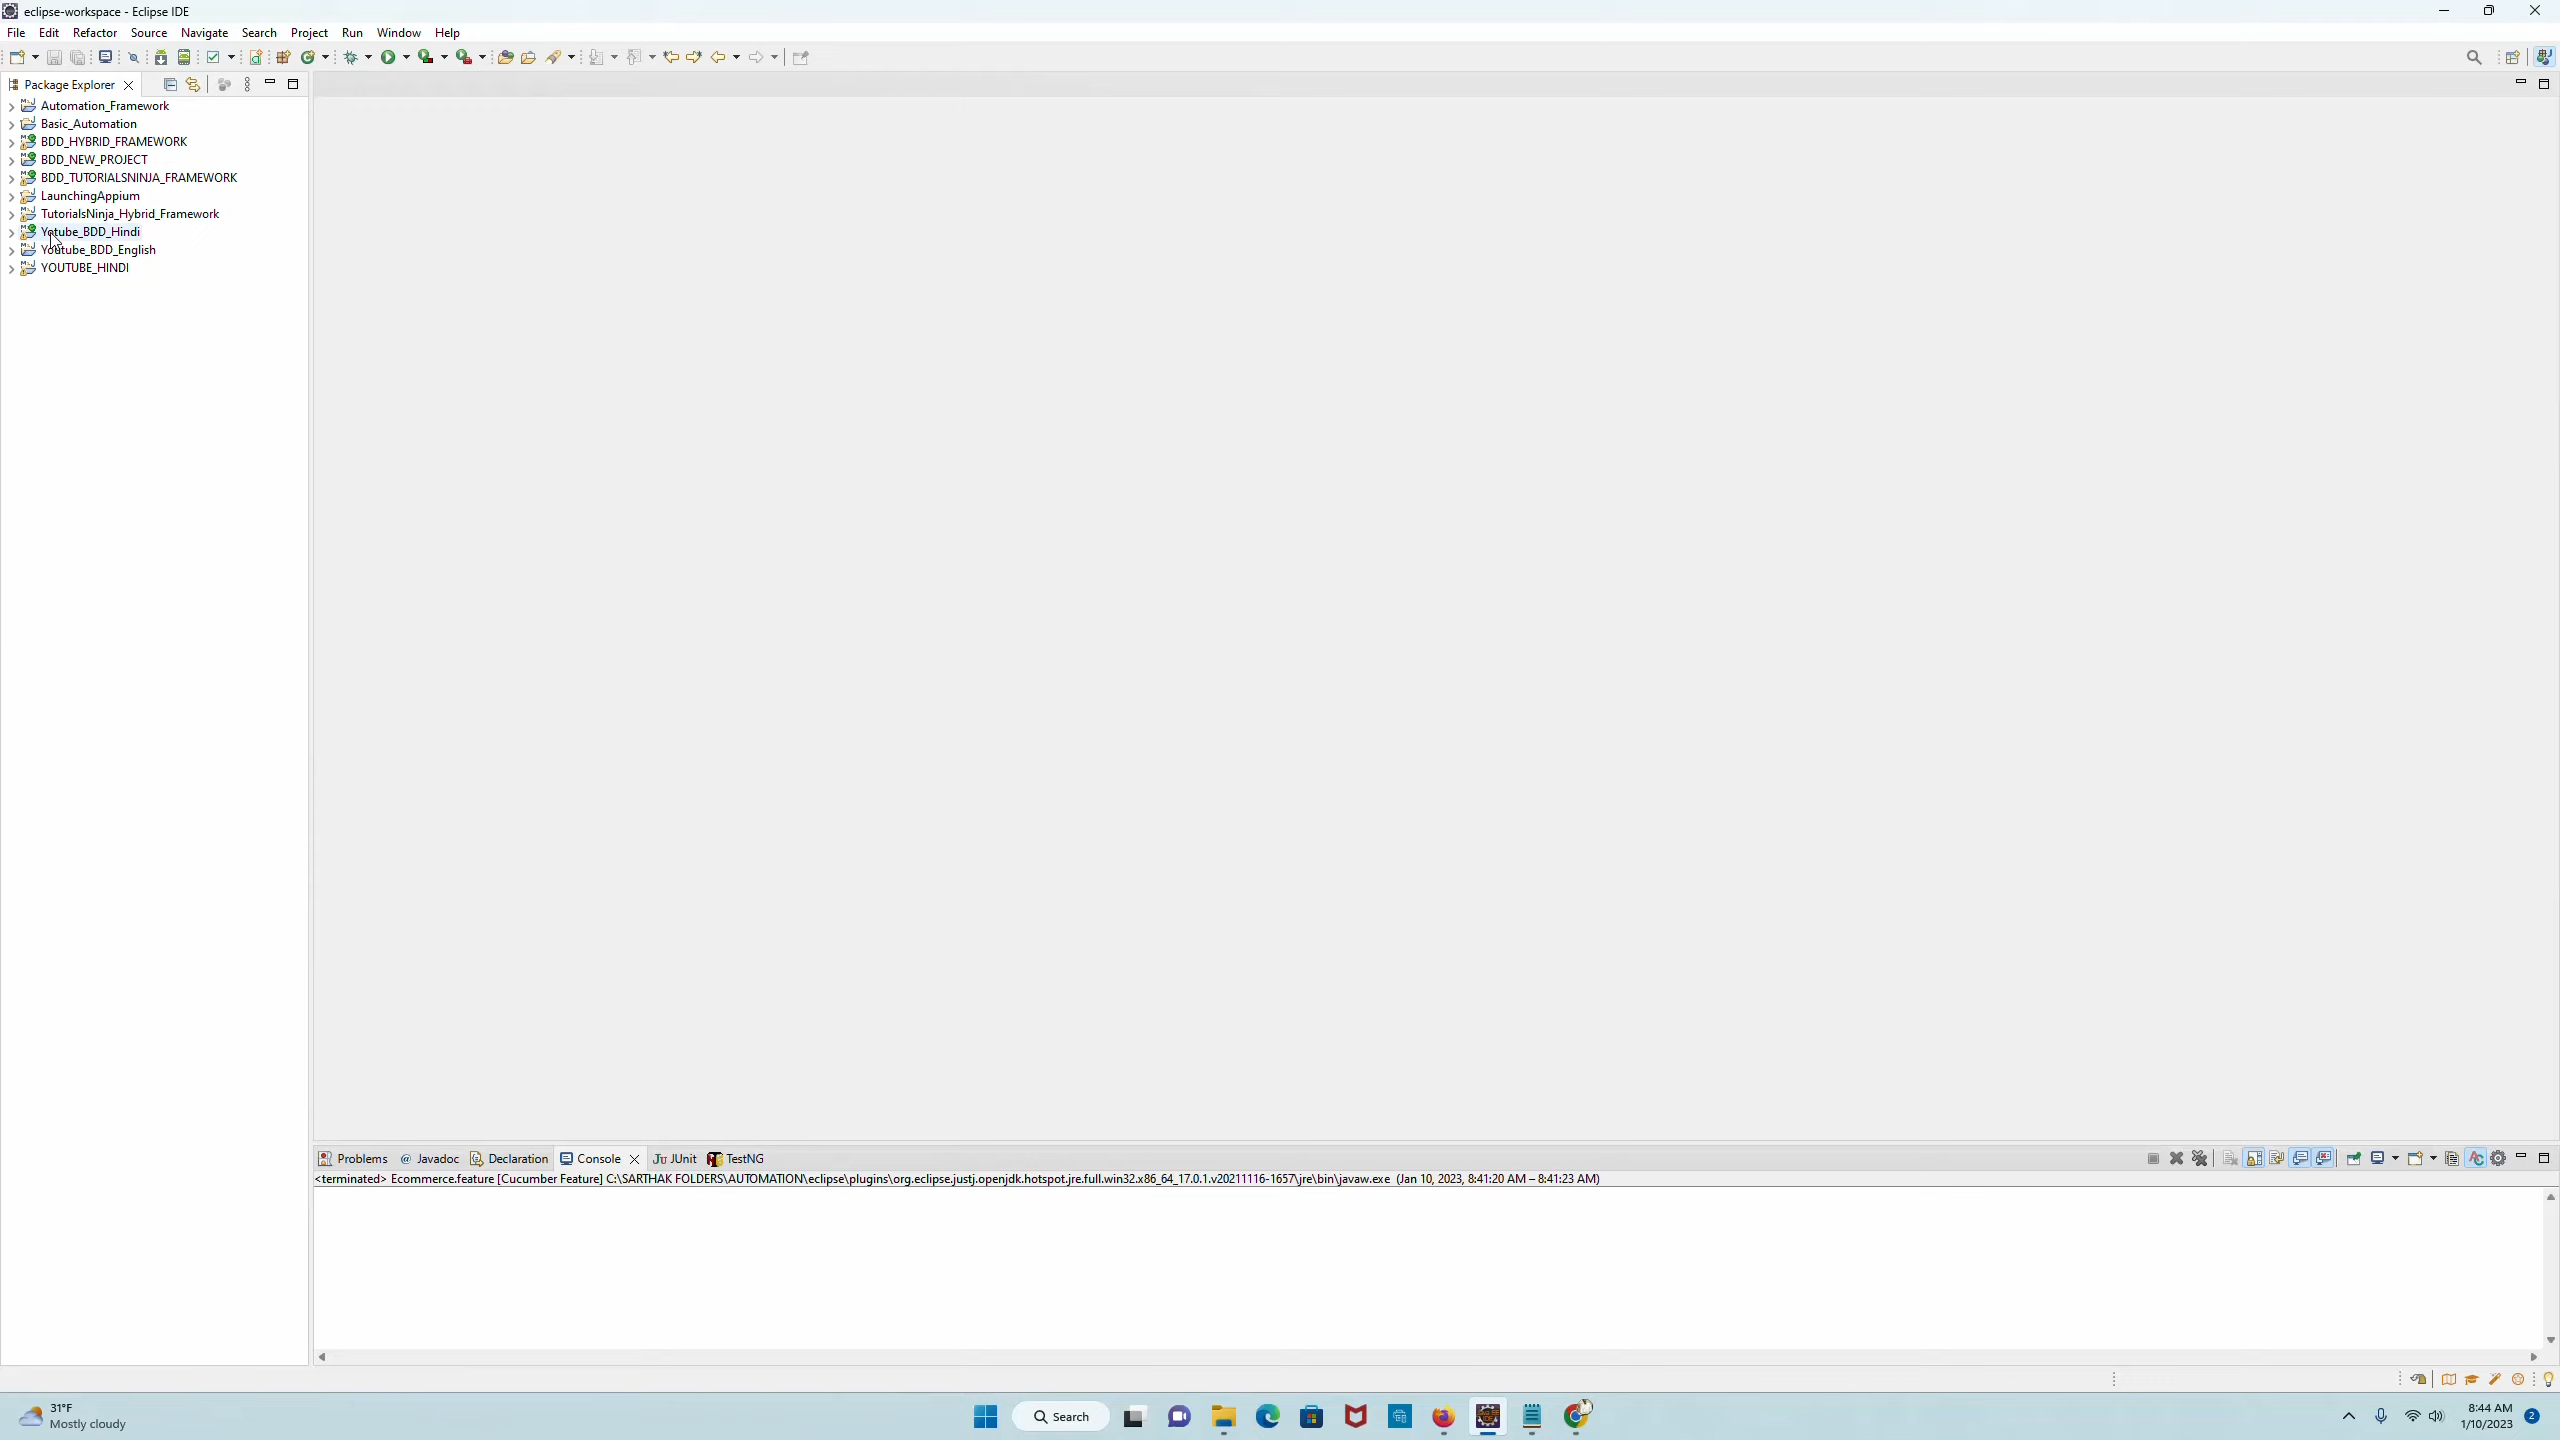 eclipse-workspace - Eclipse IDE
File Edit Refactor Source Navigate Search Project Run Window Help
Package Explorer
Automation_Framework
Basic_Automation
BDD_HYBRID_FRAMEWORK
BDD_NEW_PROJECT
BDD_TUTORIALSNINJA_FRAMEWORK
LaunchingAppium
TutorialsNinja_Hybrid_Framework
Yotube_BDD_Hindi
Youtube_BDD_English
YOUTUBE_HINDI
Problems @ Javadoc Declaration Console Ju JUnit TestNG
<terminated> Ecommerce.feature [Cucumber Feature] C:\SARTHAK FOLDERS\AUTOMATION\eclipse\plugins\org.eclipse.justj.openjdk.hotspot.jre.full.win32.x86_64_17.0.1.v20211116-1657\jre\bin\javaw.exe (Jan 10, 2023, 8:41:20 AM – 8:41:23 AM)
31°F
Mostly cloudy
Search
8:44 AM
1/10/2023
2